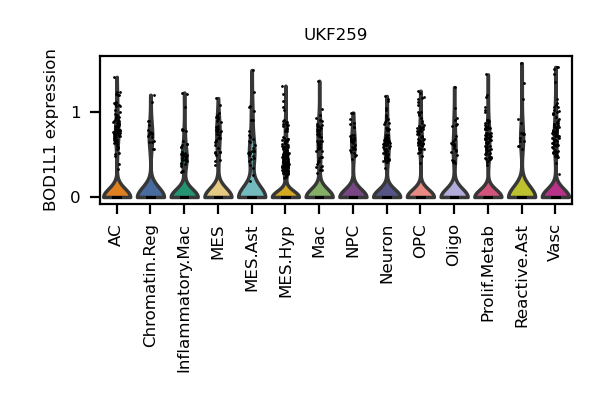 UKF259
BOD1L1 expression
1
0
AC
Chromatin.Reg
Inflammatory.Mac
MES
MES.Ast
MES.Hyp
Mac
NPC
Neuron
OPC
Oligo
Prolif.Metab
Reactive.Ast
Vasc